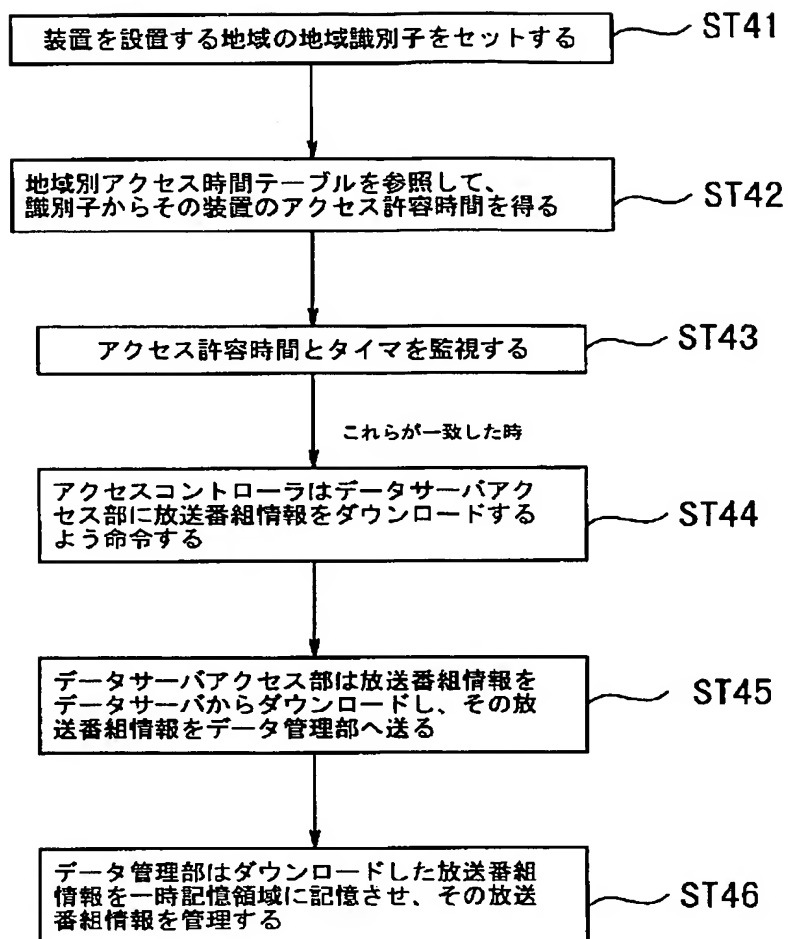 装置を設置する地域の地域識別子をセットする
ST41
地域別アクセス時間テーブルを参照して、
識別子からその装置のアクセス許容時間を得る
ST42
アクセス許容時間とタイマを監視する
ST43
これらが一致した時
アクセスコントローラはデータサーバアク
セス部に放送番組情報をダウンロードする
よう命令する
ST44
データサーバアクセス部は放送番組情報を
データサーバからダウンロードし、その放
送番組情報をデータ管理部へ送る
ST45
データ管理部はダウンロードした放送番組
情報を一時記憶領域に記憶させ、その放送
番組情報を管理する
ST46